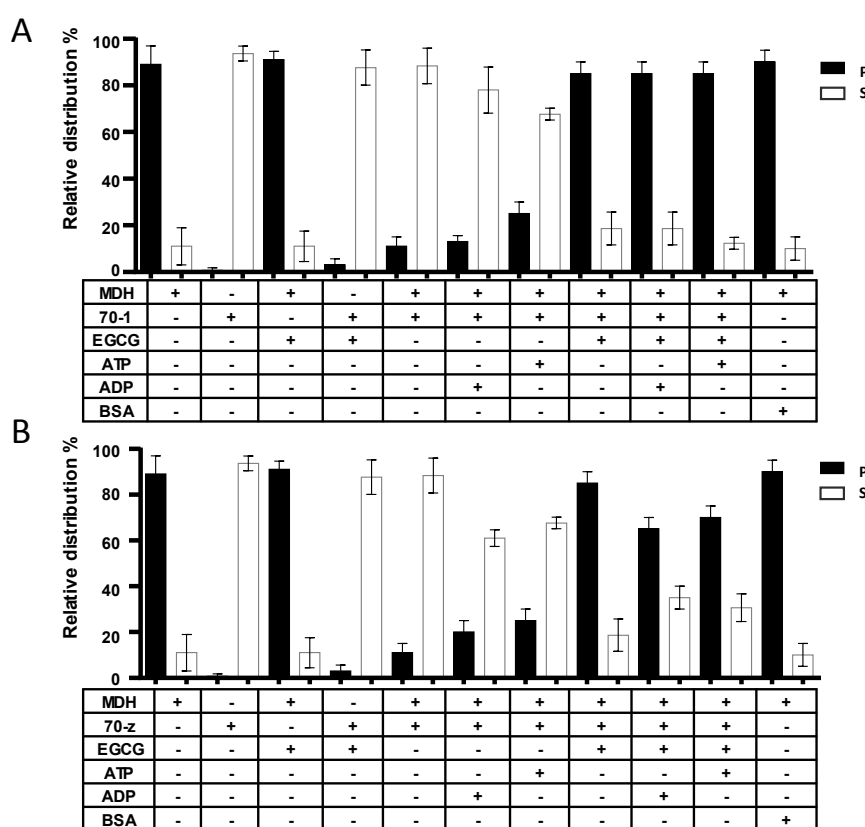 A
Relative distribution %
100
80
60
40
20
0
P
S
MDH + - + - + + + + + + +
70-1 - + - + + + + + + + -
EGCG - - + + - - - + + + -
ATP - - - - - - + - - + -
ADP - - - - - + - - + - -
BSA - - - - - - - - - - +
B
Relative distribution %
100
80
60
40
20
0
P
S
MDH + - + - + + + + + + +
70-z - + - + + + + + + + -
EGCG - - + + - - - + + + -
ATP - - - - - - + - - + -
ADP - - - - - + - - + - -
BSA - - - - - - - - - - +